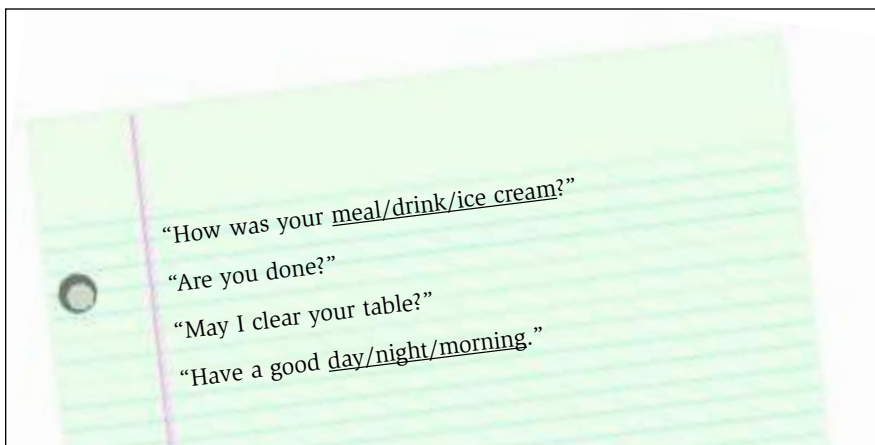 “How was your meal/drink/ice cream?”
“Are you done?”
“May I clear your table?”
“Have a good day/night/morning.”